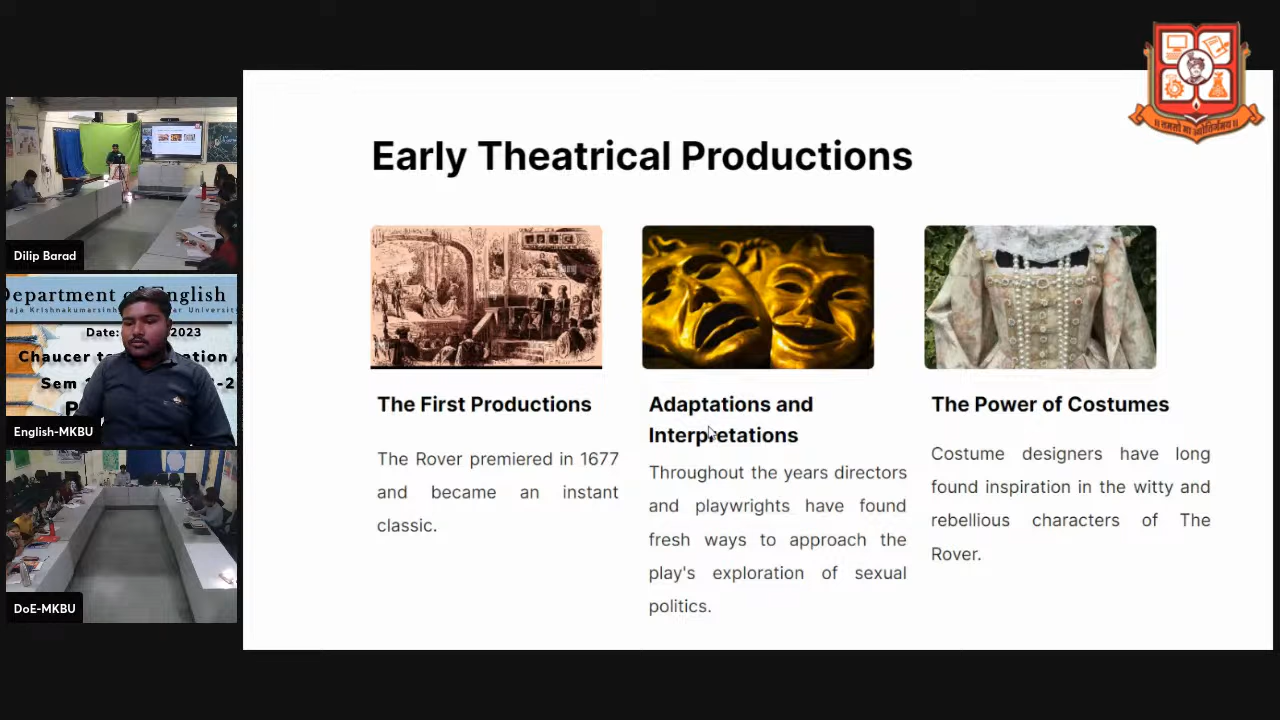 Early Theatrical Productions
The First Productions
The Rover premiered in 1677
and became an instant
classic.
Adaptations and
Interpretations
Throughout the years directors
and playwrights have found
fresh ways to approach the
play's exploration of sexual
politics.
The Power of Costumes
Costume designers have long
found inspiration in the witty and
rebellious characters of The
Rover.
Dilip Barad
Department of English
Date: 2023
Chaucer
Sem
English-MKBU
DoE-MKBU
॥ तमसो मा ज्योतिर्गमय ॥